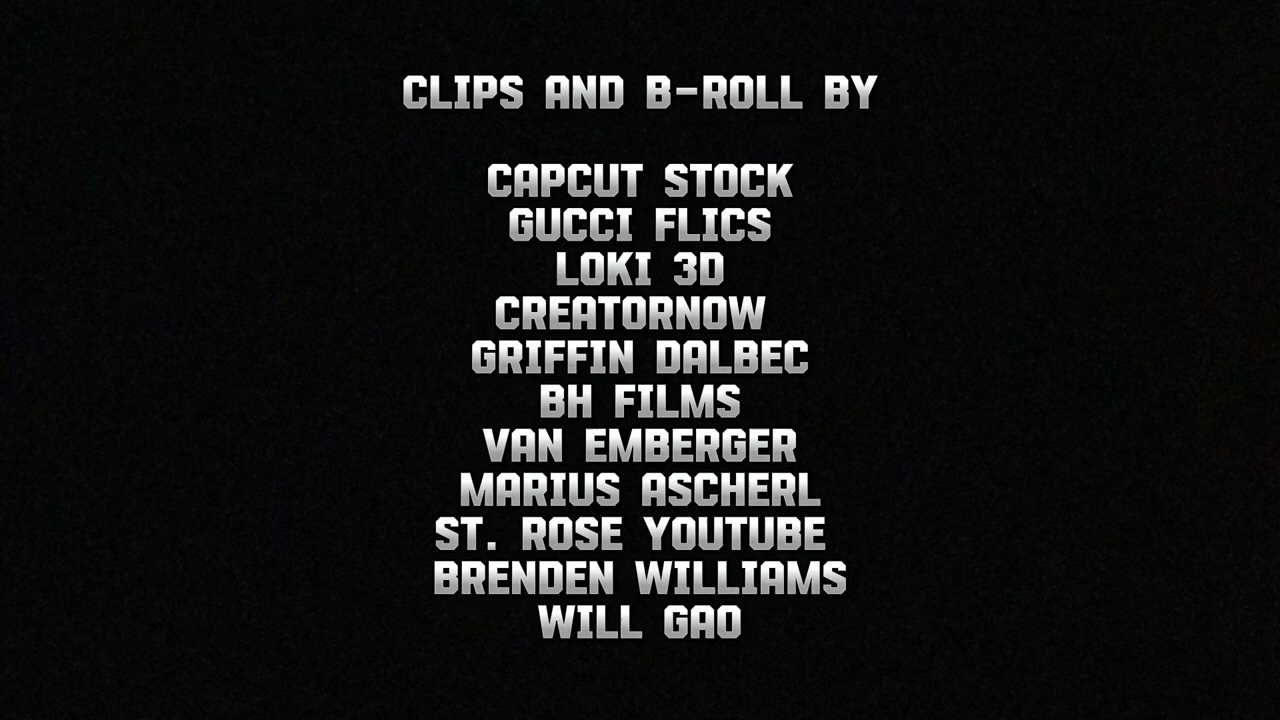 CLIPS AND B-ROLL BY
CAPCUT STOCK
GUCCI FLICS
LOKI 3D
CREATORNOW
GRIFFIN DALBEC
BH FILMS
VAN EMBERGER
MARIUS ASCHERL
ST. ROSE YOUTUBE
BRENDEN WILLIAMS
WILL GAO